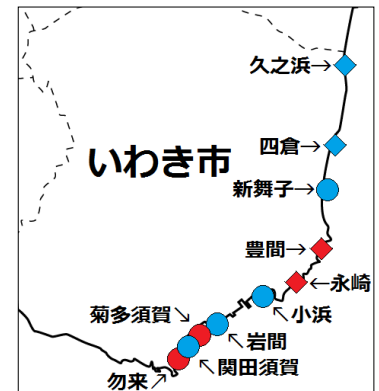 久之浜→
四倉→
いわき市
新舞子→
豊間→
←永崎
菊多須賀↘
↖小浜
↖岩間
↖関田須賀
勿来↗